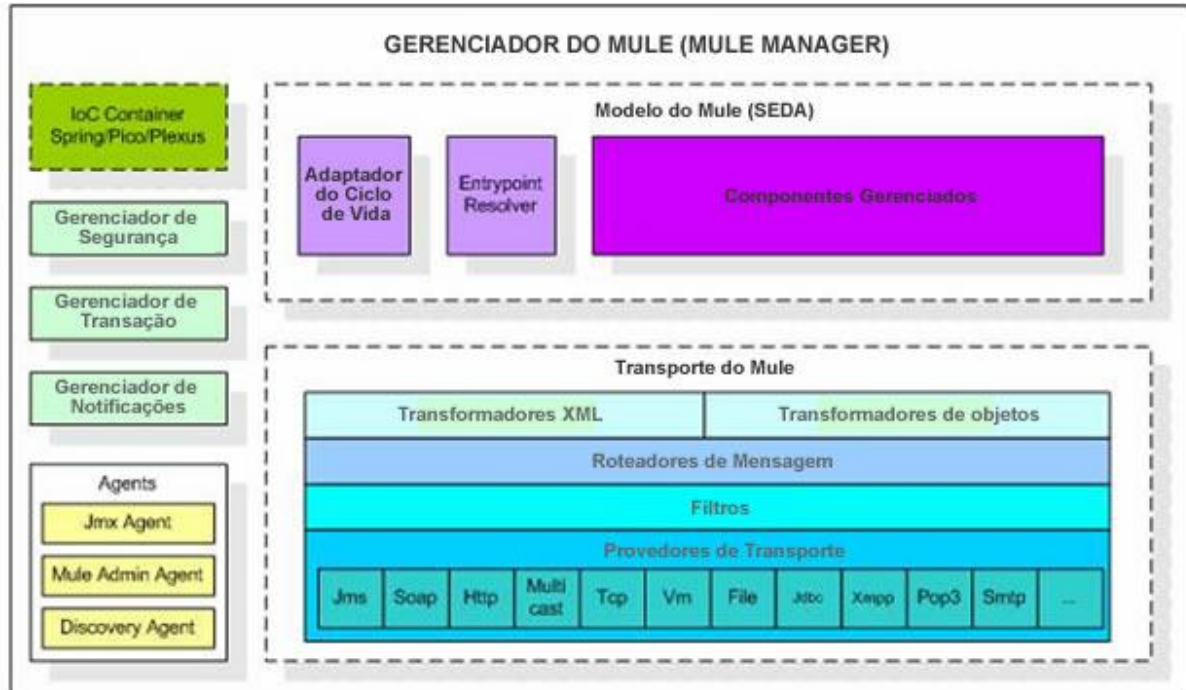 GERENCIADOR DO MULE (MULE MANAGER)
IoC Container
Spring/Pico/Plexus
Gerenciador de
Segurança
Gerenciador de
Transação
Gerenciador de
Notificações
Agents
Jmx Agent
Mule Admin Agent
Discovery Agent
Modelo do Mule (SEDA)
Adaptador
do Ciclo
de Vida
Entrypoint
Resolver
Componentes Gerenciados
Transporte do Mule
Transformadores XML
Transformadores de objetos
Roteadores de Mensagem
Filtros
Provedores de Transporte
Jms
Soap
Http
Multi
cast
Tcp
Vm
File
Jdbc
Xmpp
Pop3
Smtp
...